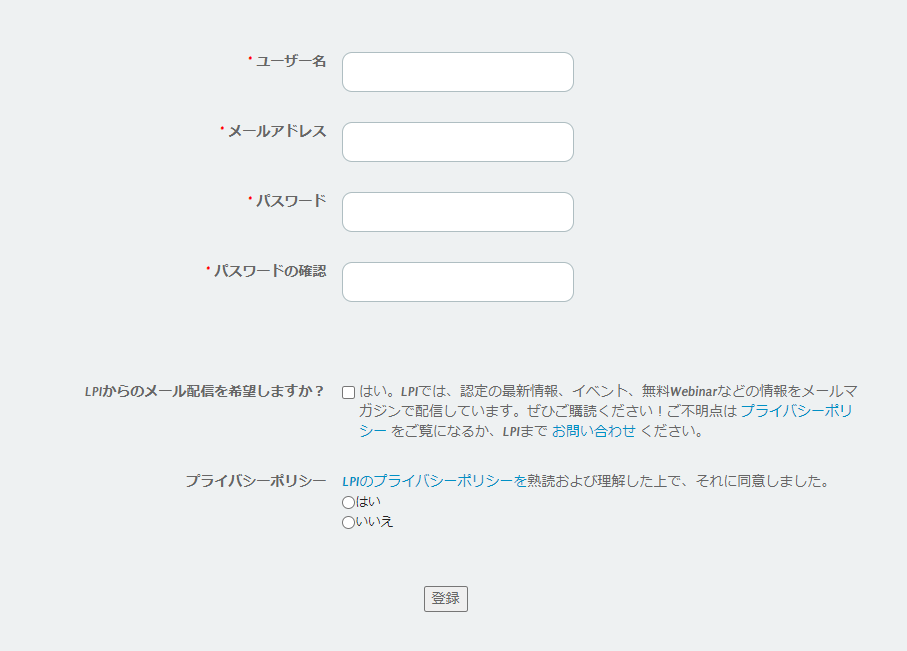 *ユーザー名
*メールアドレス
*パスワード
*パスワードの確認
LPIからのメール配信を希望しますか？
はい。LPIでは、認定の最新情報、イベント、無料Webinarなどの情報をメールマ
ガジンで配信しています。ぜひご購読ください！ご不明点は プライバシーポリ
シー をご覧になるか、LPIまで お問い合わせ ください。
プライバシーポリシー
LPIのプライバシーポリシーを熟読および理解した上で、それに同意しました。
はい
いいえ
登録